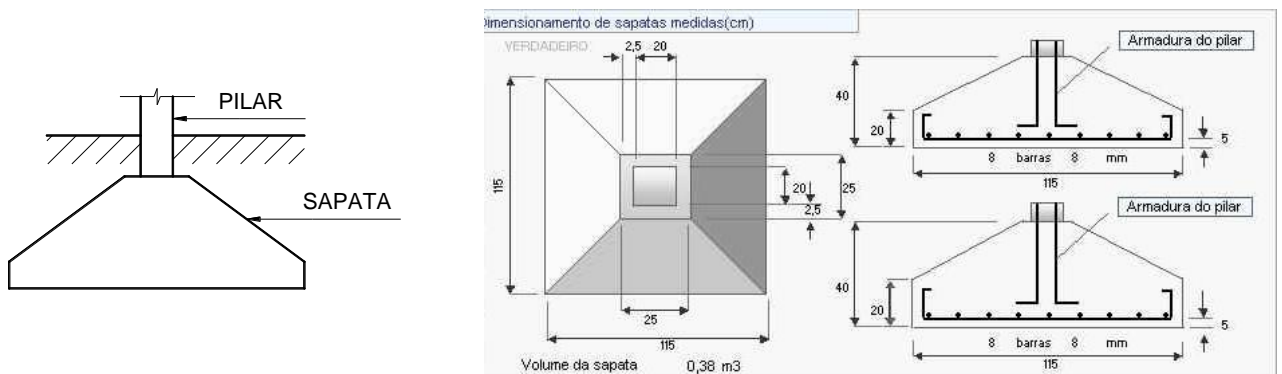 PILAR
SAPATA
Dimensionamento de sapatas medidas(cm)
VERDADEIRO
2,5 20
115
20
25
2,5
25
115
Volume da sapata 0,38 m3
Armadura do pilar
40
20
5
8 barras 8 mm
115
Armadura do pilar
40
20
5
8 barras 8 mm
115